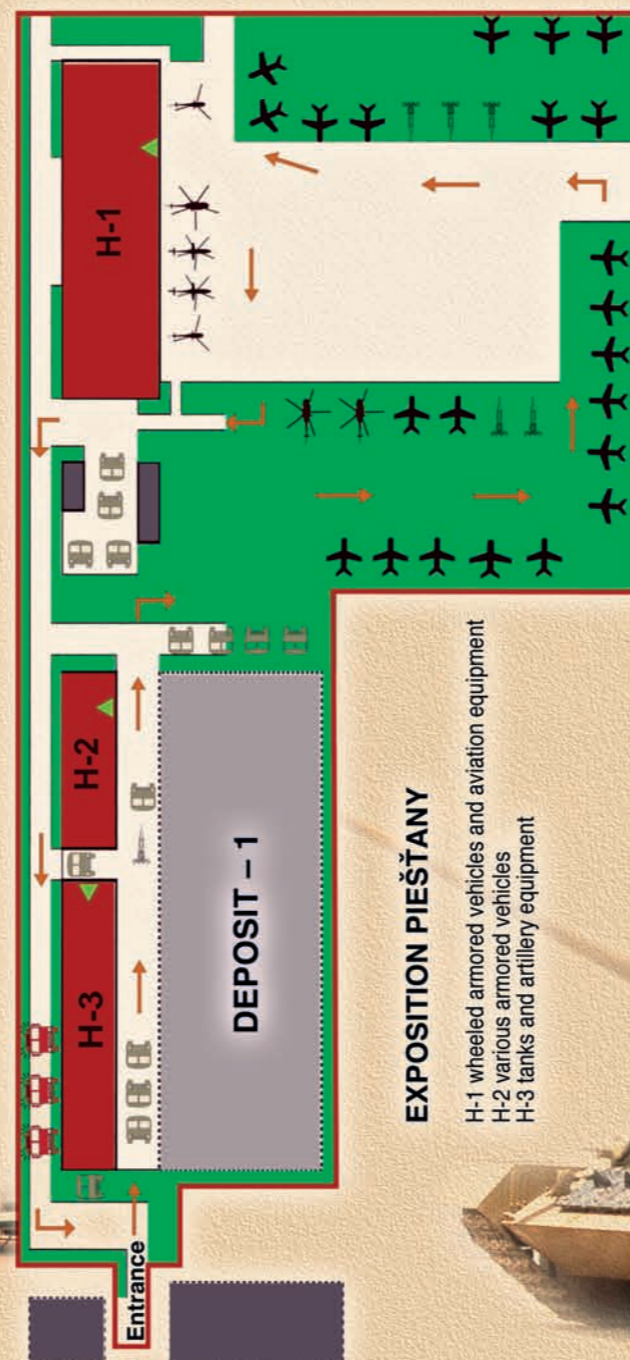 Entrance
H-3
H-2
H-1
DEPOSIT – 1
EXPOSITION PIEŠŤANY
H-1 wheeled armored vehicles and aviation equipment
H-2 various armored vehicles
H-3 tanks and artillery equipment